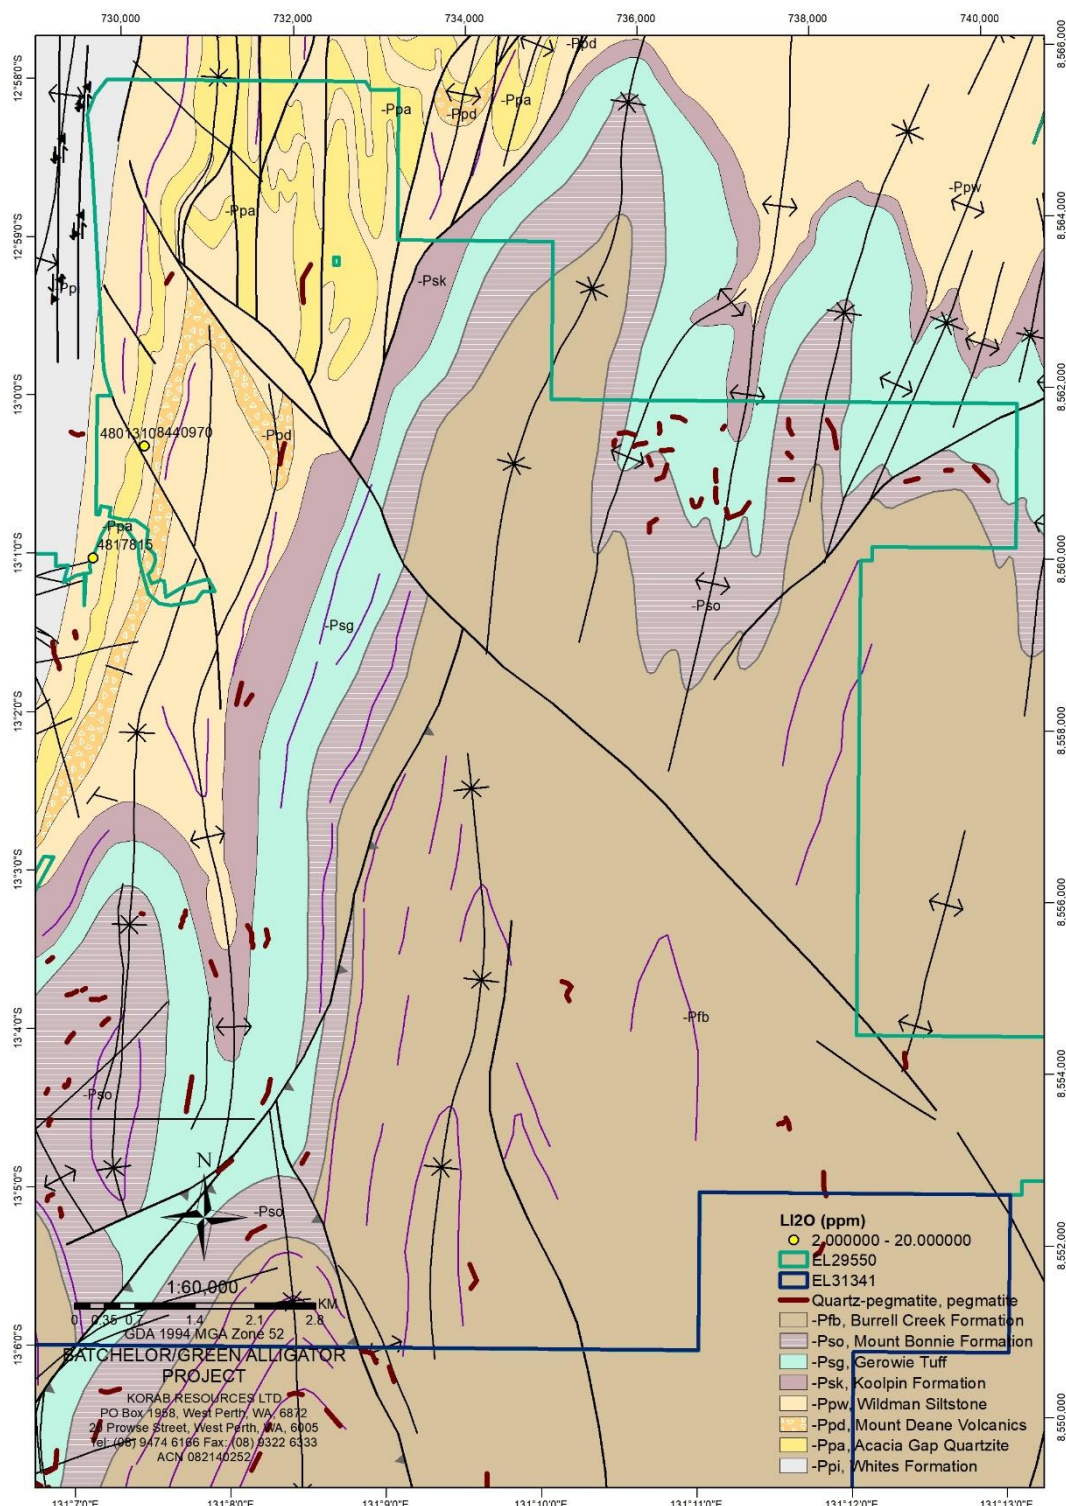 730,000 732,000 734,000 736,000 738,000 740,000
8,566,000
12°58'0"S
-Ppd
-Ppa
-Ppa
-Ppd
-Ppw
8,564,000
-Ppa
12°59'0"S
-Psk
-Ppi
13°0'0"S
8,562,000
48013108440970
-Ppd
-Ppa
4817815
13°1'0"S
8,560,000
-Pso
-Psg
13°2'0"S
8,558,000
13°3'0"S
8,556,000
13°4'0"S
-Pfb
8,554,000
-Pso
N
13°5'0"S
-Pso
8,552,000
1:60,000
0 0.35 0.7 1.4 2.1 2.8 KM
GDA 1994 MGA Zone 52
13°6'0"S
BATCHELOR/GREEN ALLIGATOR
PROJECT
KORAB RESOURCES LTD
PO Box 1958, West Perth, WA, 6872
20 Prowse Street, West Perth, WA, 6005
Tel: (08) 9474 6166 Fax: (08) 9322 6333
ACN 082140252
LI2O (ppm)
2.000000 - 20.000000
EL29550
EL31341
Quartz-pegmatite, pegmatite
-Pfb, Burrell Creek Formation
-Pso, Mount Bonnie Formation
-Psg, Gerowie Tuff
-Psk, Koolpin Formation
-Ppw, Wildman Siltstone
-Ppd, Mount Deane Volcanics
-Ppa, Acacia Gap Quartzite
-Ppi, Whites Formation
8,550,000
131°7'0"E 131°8'0"E 131°9'0"E 131°10'0"E 131°11'0"E 131°12'0"E 131°13'0"E